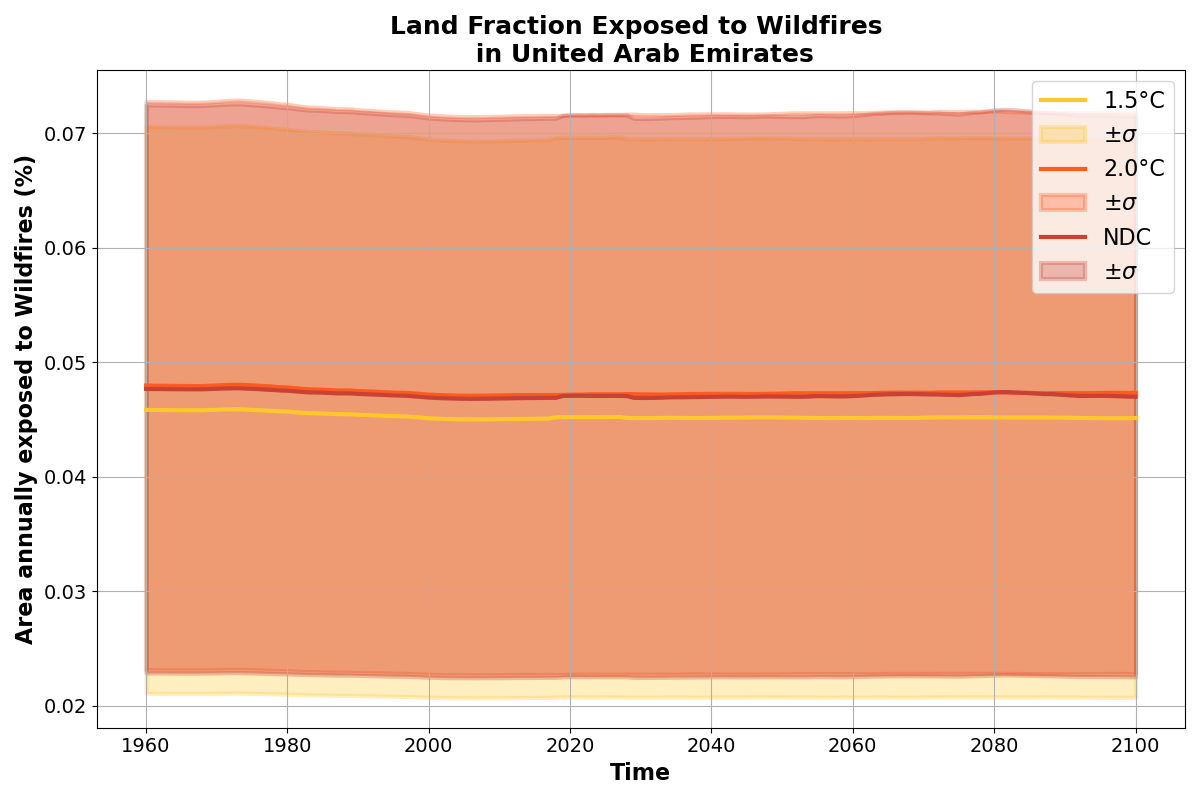 Land Fraction Exposed to Wildfires
in United Arab Emirates
Area annually exposed to Wildfires (%)
0.07
0.06
0.05
0.04
0.03
0.02
1960
1980
2000
2020
2040
2060
2080
2100
Time
1.5°C
±σ
2.0°C
±σ
NDC
±σ